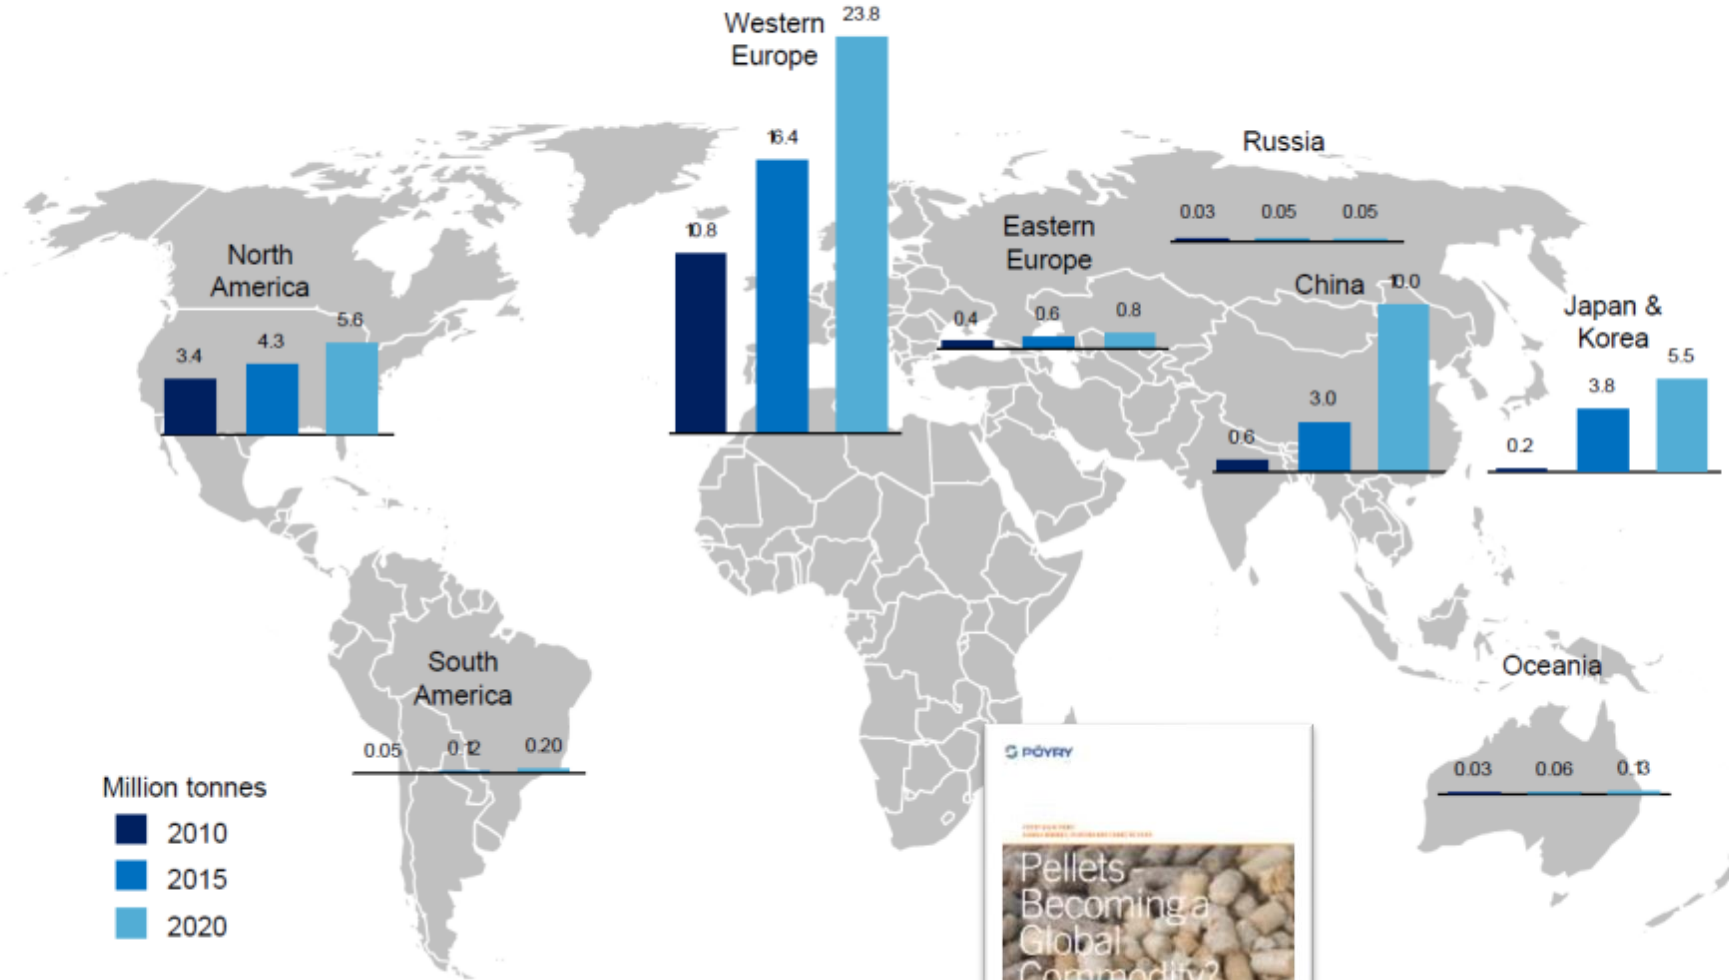 Western
Europe
23.8
16.4
10.8
Russia
0.03 0.05 0.05
Eastern
Europe
0.4 0.6 0.8
North
America
3.4 4.3 5.6
China
10.0
3.0
0.6
Japan &
Korea
5.5
3.8
0.2
South
America
0.05 0.12 0.20
Oceania
0.03 0.06 0.13
Million tonnes
2010
2015
2020
PÖYRY
Pellets -
Becoming a
Global
Commodity?